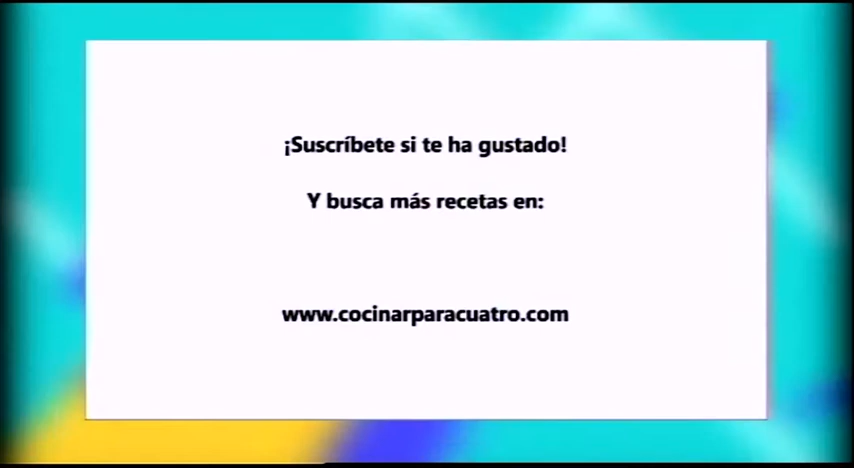 ¡Suscríbete si te ha gustado!
Y busca más recetas en:
www.cocinarparacuatro.com